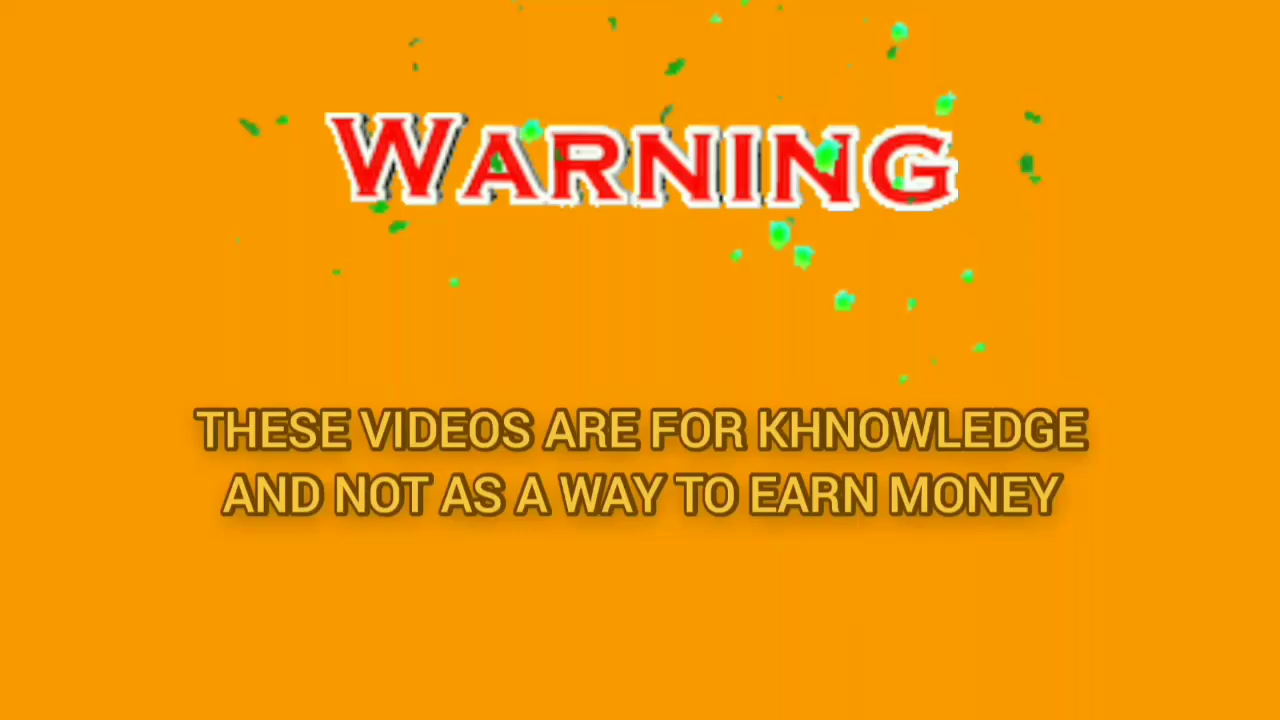 WARNING
THESE VIDEOS ARE FOR KHNOWLEDGE
AND NOT AS A WAY TO EARN MONEY